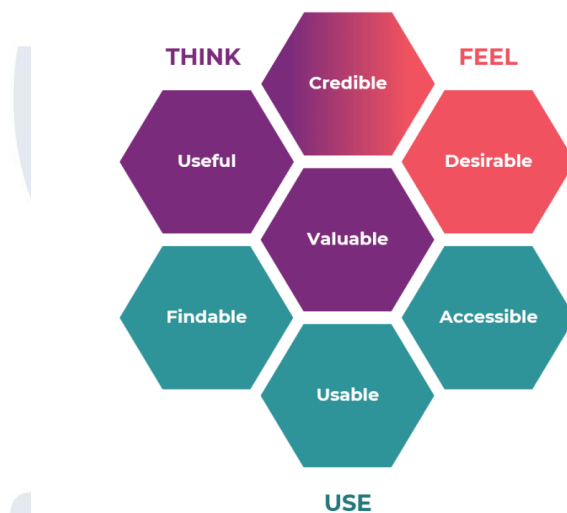 THINK
FEEL
Credible
Useful
Desirable
Valuable
Findable
Accessible
Usable
USE